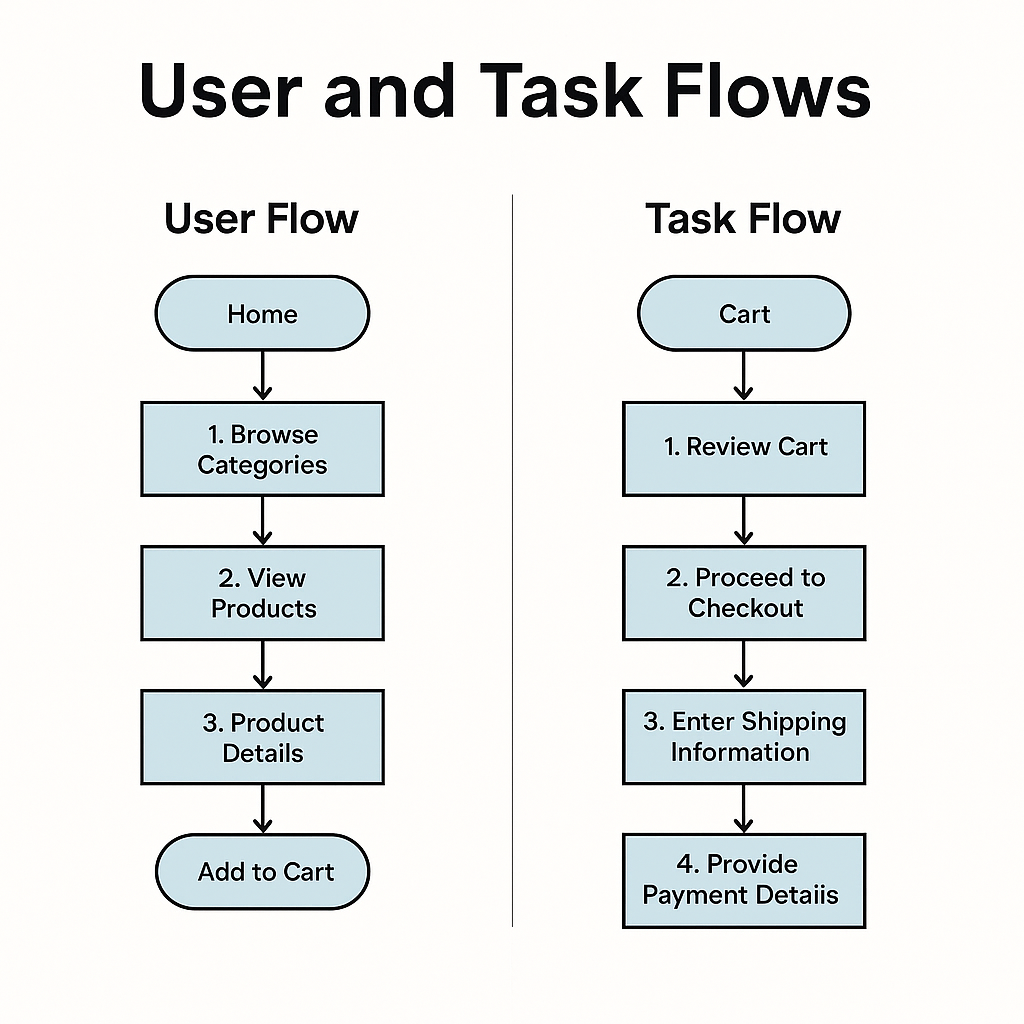 User and Task Flows
User Flow
Home
1. Browse
Categories
2. View
Products
3. Product
Details
Add to Cart
Task Flow
Cart
1. Review Cart
2. Proceed to
Checkout
3. Enter Shipping
Information
4. Provide
Payment Detaiis